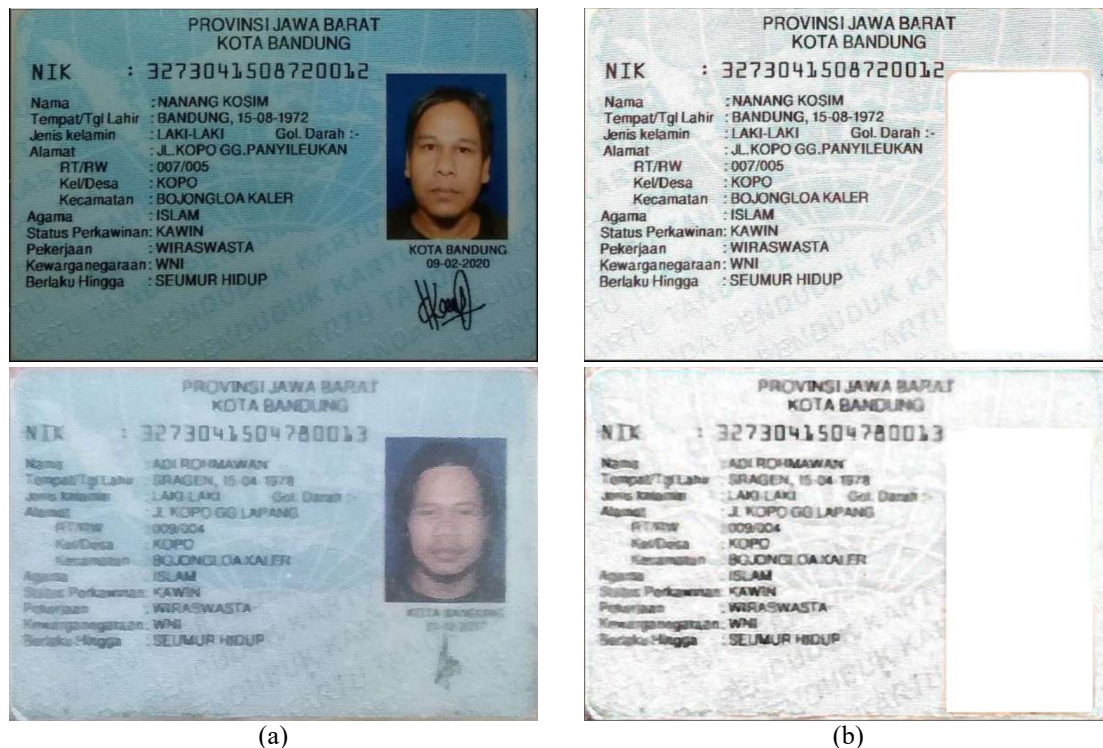 PROVINSI JAWA BARAT
KOTA BANDUNG
NIK : 3273041508720012
Nama : NANANG KOSIM
Tempat/Tgl Lahir : BANDUNG, 15-08-1972
Jenis kelamin : LAKI-LAKI Gol. Darah :-
Alamat : JL.KOPO GG.PANYILEUKAN
RT/RW : 007/005
Kel/Desa : KOPO
Kecamatan : BOJONGLOA KALER
Agama : ISLAM
Status Perkawinan: KAWIN
Pekerjaan : WIRASWASTA
Kewarganegaraan: WNI
Berlaku Hingga : SEUMUR HIDUP
KOTA BANDUNG
09-02-2020
PROVINSI JAWA BARAT
KOTA BANDUNG
NIK : 3273041508720012
Nama : NANANG KOSIM
Tempat/Tgl Lahir : BANDUNG, 15-08-1972
Jenis kelamin : LAKI-LAKI Gol. Darah :-
Alamat : JL.KOPO GG.PANYILEUKAN
RT/RW : 007/005
Kel/Desa : KOPO
Kecamatan : BOJONGLOA KALER
Agama : ISLAM
Status Perkawinan: KAWIN
Pekerjaan : WIRASWASTA
Kewarganegaraan: WNI
Berlaku Hingga : SEUMUR HIDUP
PROVINSI JAWA BARAT
KOTA BANDUNG
NIK : 3273041504780013
Nama : ADI ROHMAWAN
Tempat/Tgl Lahir : SRAGEN, 15-04-1978
Jenis kelamin : LAKI-LAKI Gol. Darah :-
Alamat : JL KOPO GG LAPANG
RT/RW : 009/004
Kel/Desa : KOPO
Kecamatan : BOJONGLOA KALER
Agama : ISLAM
Status Perkawinan: KAWIN
Pekerjaan : WIRASWASTA
Kewarganegaraan: WNI
Berlaku Hingga : SEUMUR HIDUP
KOTA BANDUNG
PROVINSI JAWA BARAT
KOTA BANDUNG
NIK : 3273041504780013
Nama : ADI ROHMAWAN
Tempat/Tgl Lahir : SRAGEN, 15-04-1978
Jenis kelamin : LAKI-LAKI Gol. Darah :-
Alamat : JL KOPO GG LAPANG
RT/RW : 009/004
Kel/Desa : KOPO
Kecamatan : BOJONGLOA KALER
Agama : ISLAM
Status Perkawinan: KAWIN
Pekerjaan : WIRASWASTA
Kewarganegaraan: WNI
Berlaku Hingga : SEUMUR HIDUP
(a)
(b)